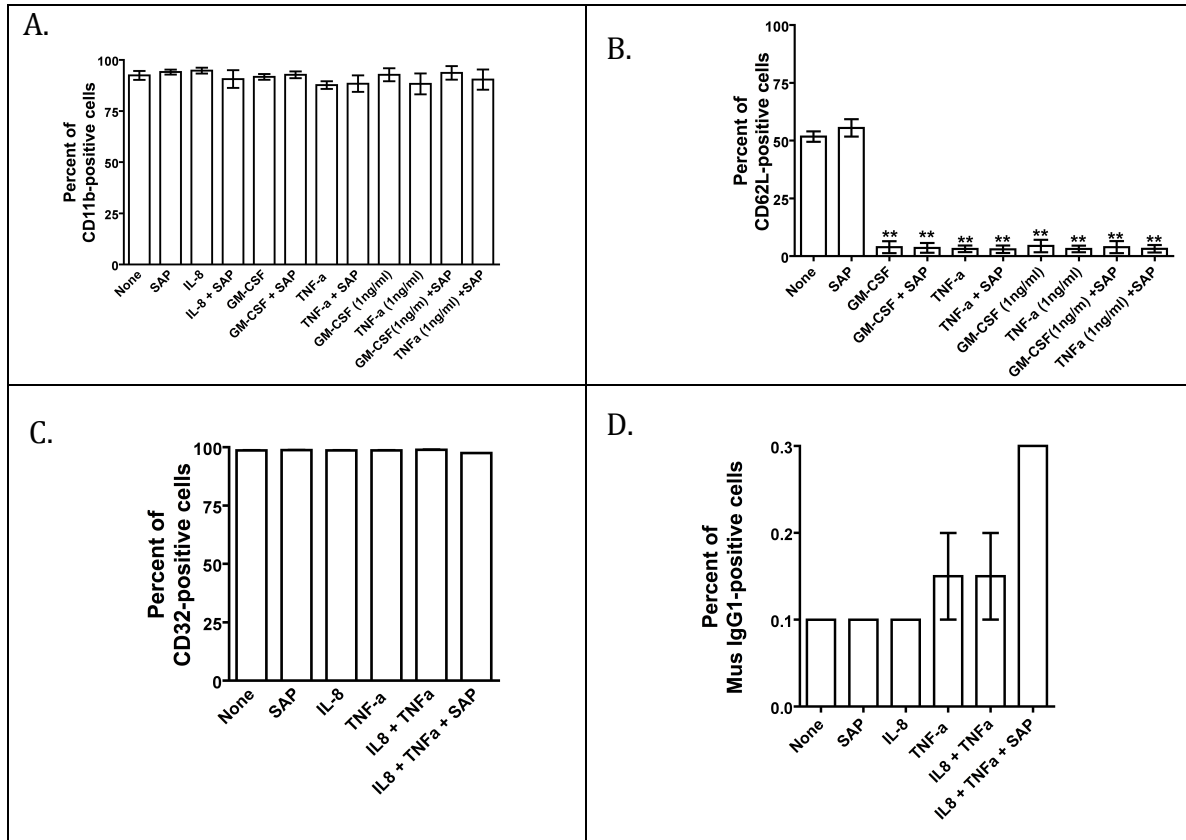 A.
Percent of
CD11b-positive cells
100
75
50
25
0
None
SAP
IL-8
IL-8 + SAP
GM-CSF
GM-CSF + SAP
TNF-a
TNF-a + SAP
GM-CSF (1ng/ml)
TNF-a (1ng/ml)
GM-CSF(1ng/m) +SAP
TNFa (1ng/ml) +SAP
B.
Percent of
CD62L-positive cells
100
75
50
25
0
** ** ** ** ** ** ** **
None
SAP
GM-CSF
GM-CSF + SAP
TNF-a
TNF-a + SAP
GM-CSF (1ng/ml)
TNF-a (1ng/ml)
GM-CSF(1ng/m) +SAP
TNFa (1ng/ml) +SAP
C.
Percent of
CD32-positive cells
100
75
50
25
0
None
SAP
IL-8
TNF-a
IL8 + TNFa
IL8 + TNFa + SAP
D.
Percent of
Mus IgG1-positive cells
0.3
0.2
0.1
0.0
None
SAP
IL-8
TNF-a
IL8 + TNFa
IL8 + TNFa + SAP